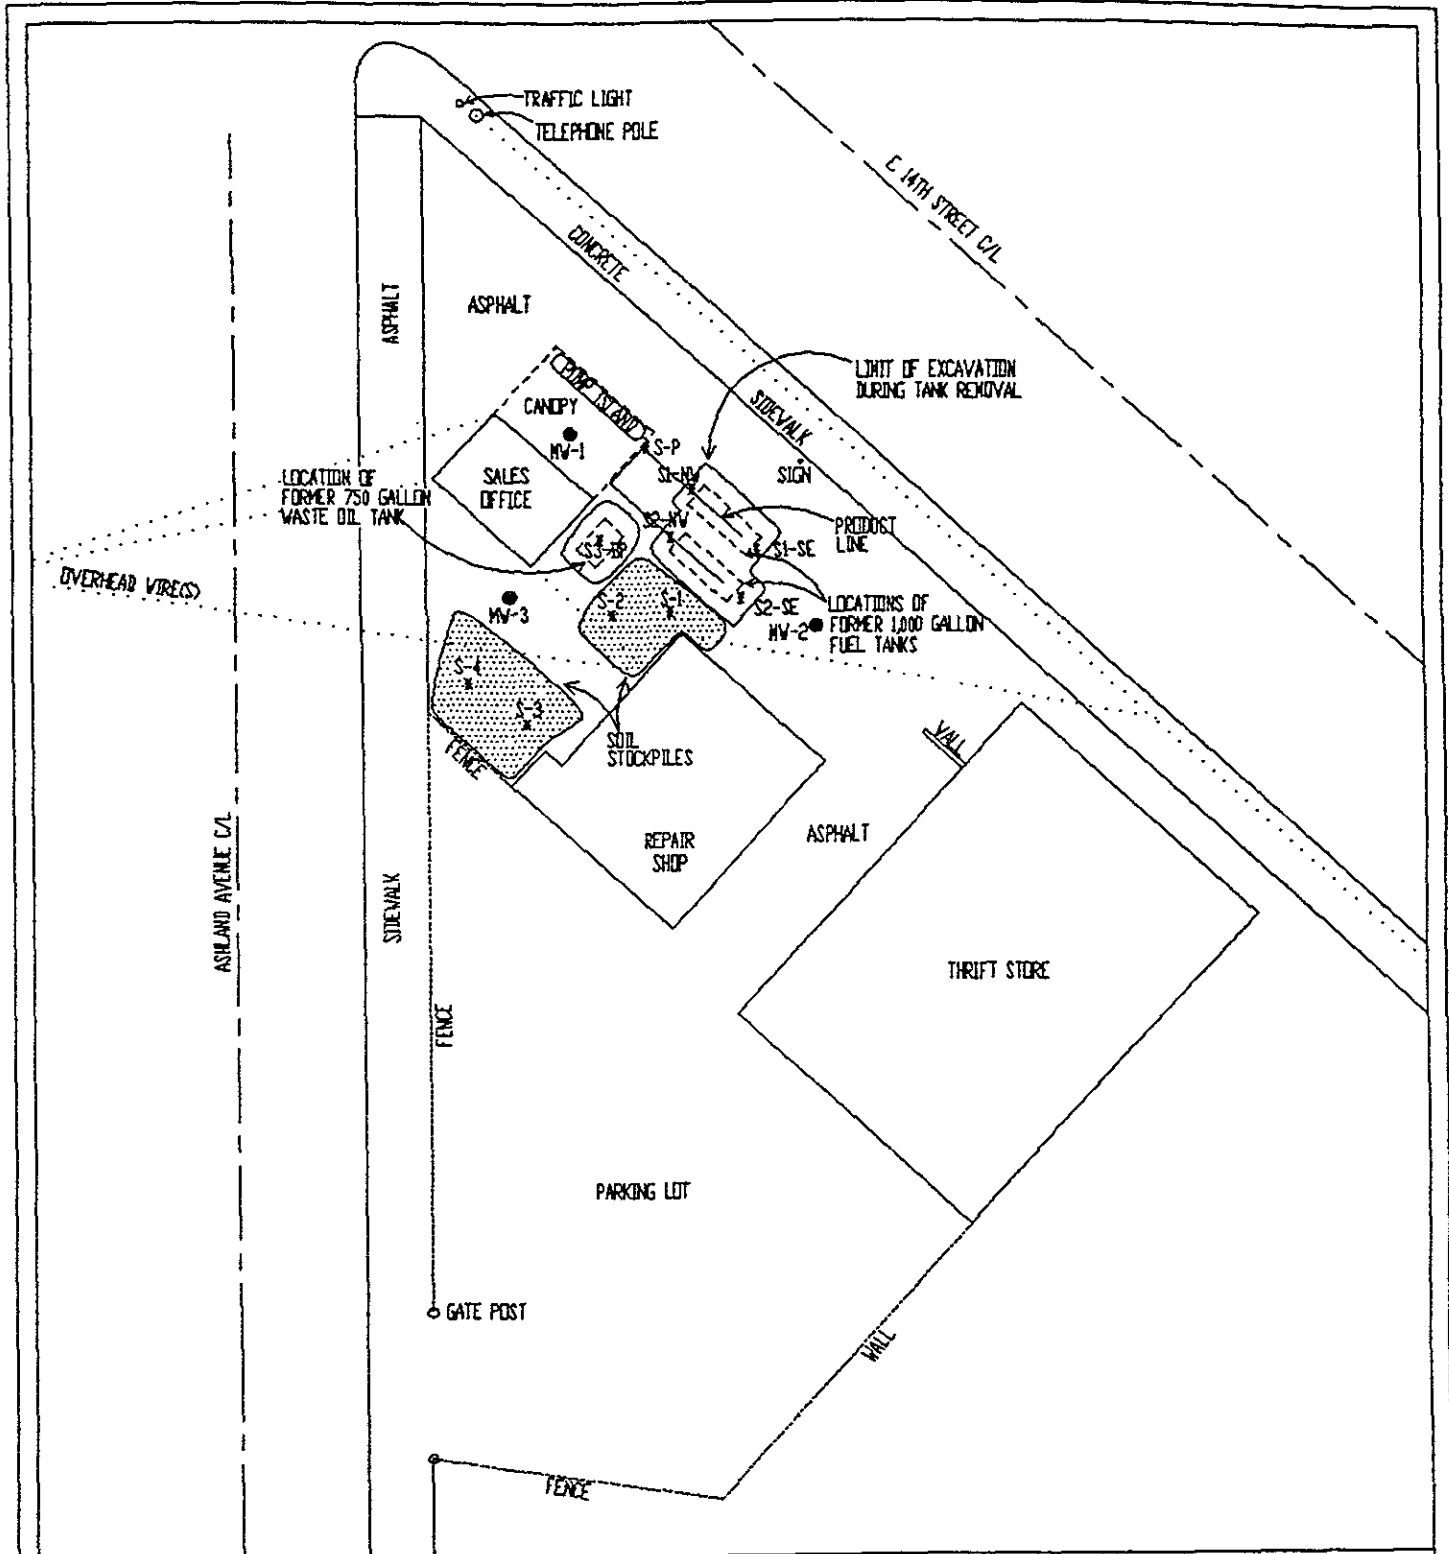 TRAFFIC LIGHT
TELEPHONE POLE
E. 14TH STREET C/L
CONCRETE
ASPHALT
ASPHALT
LIMIT OF EXCAVATION
DURING TANK REMOVAL
PUMP ISLAND
CANOPY
SIDEWALK
MW-1
S-P
S1-NW
SIGN
LOCATION OF
FORMER 750 GALLON
WASTE OIL TANK
SALES
OFFICE
S2-NW
PRODUCT
LINE
S3-BP
S1-SE
OVERHEAD WIRE(S)
MW-3
S-2
S-1
S2-SE
MW-2
LOCATIONS OF
FORMER 1,000 GALLON
FUEL TANKS
S-4
S-3
FENCE
SOIL
STOCKPILES
WALL
ASHLAND AVENUE C/L
REPAIR
SHOP
ASPHALT
SIDEWALK
THRIFT STORE
FENCE
PARKING LOT
GATE POST
WALL
FENCE